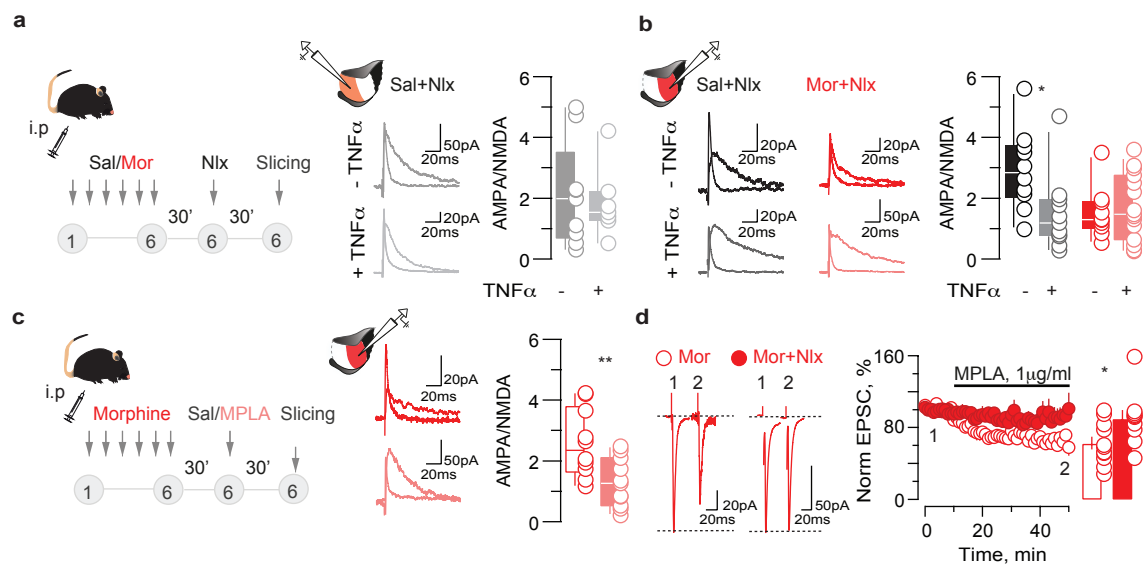 a
i.p
Sal/Mor
Nlx
Slicing
30'
30'
1
6
6
6
Sal+Nlx
- TNFα
50pA
20ms
+ TNFα
20pA
20ms
AMPA/NMDA
6
4
2
0
TNFα
-
+
b
Sal+Nlx
Mor+Nlx
- TNFα
20pA
20ms
20pA
20ms
+ TNFα
20pA
20ms
50pA
20ms
AMPA/NMDA
6
4
2
0
*
TNFα
-
+
-
+
c
i.p
Morphine
Sal/MPLA
Slicing
30'
30'
1
6
6
6
20pA
20ms
50pA
20ms
AMPA/NMDA
6
4
2
0
**
d
Mor
Mor+Nlx
1
2
1
2
20pA
20ms
50pA
20ms
Norm EPSC, %
160
80
40
0
MPLA, 1μg/ml
*
1
2
0
20
40
Time, min